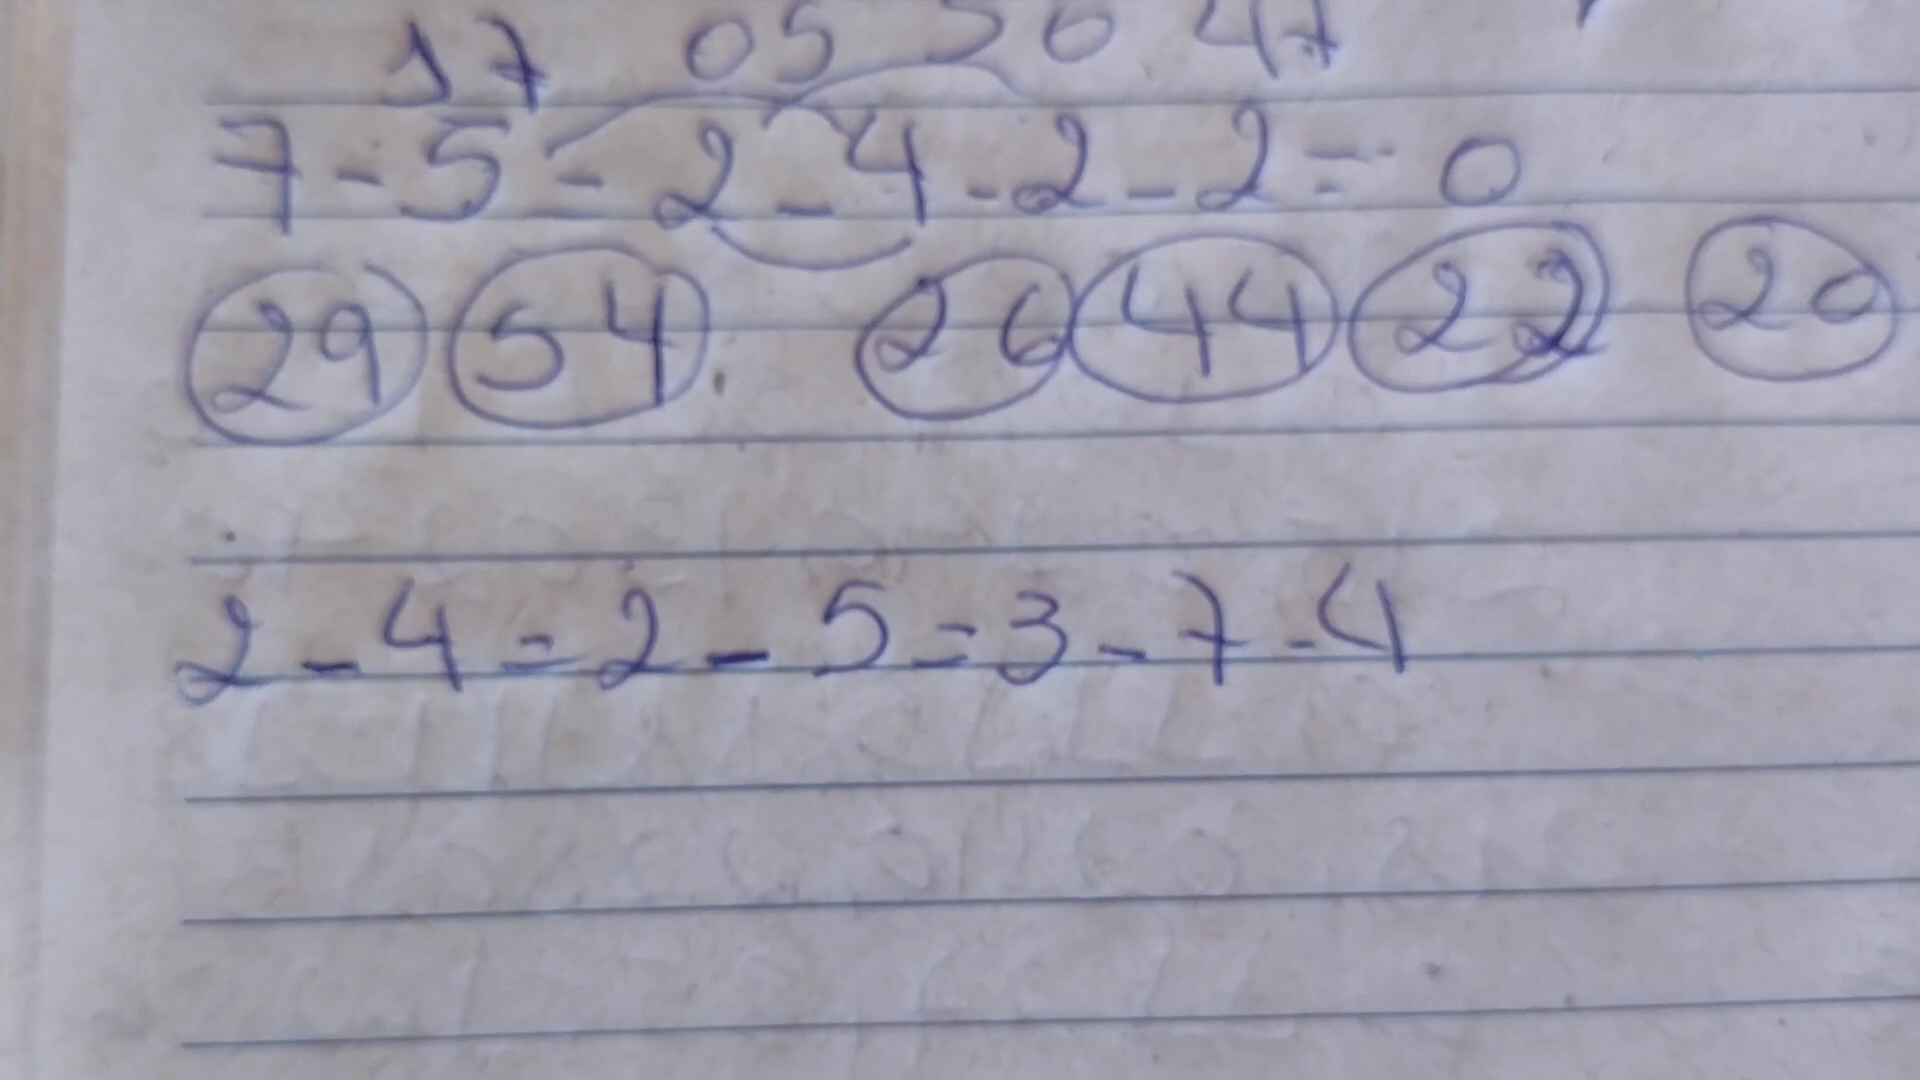 17 05 50 47
7 - 5 = 2 - 4 - 2 - 2 = 0
29 54 26 44 22 20
2 - 4 = 2 - 5 = 3 - 7 - 4